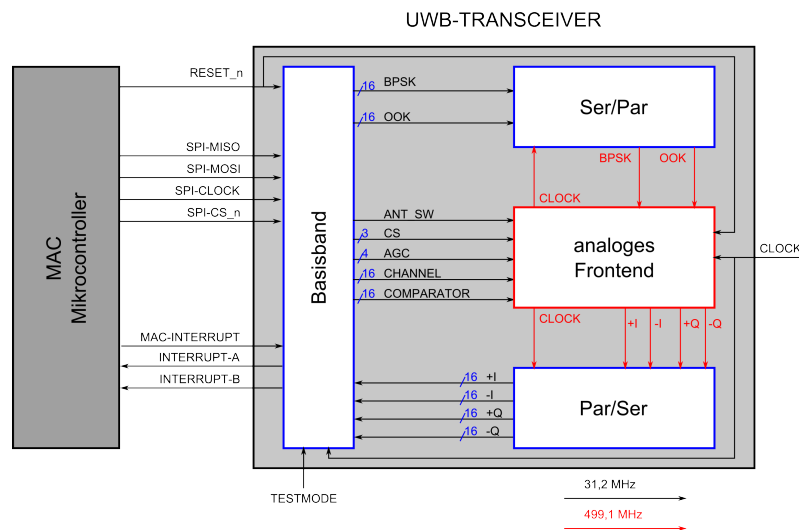 UWB-TRANSCEIVER
RESET_n
SPI-MISO
SPI-MOSI
SPI-CLOCK
SPI-CS_n
MAC
Mikrocontroller
MAC-INTERRUPT
INTERRUPT-A
INTERRUPT-B
Basisband
TESTMODE
16 BPSK
16 OOK
ANT_SW
3 CS
4 AGC
16 CHANNEL
16 COMPARATOR
16 +I
16 -I
16 +Q
16 -Q
Ser/Par
BPSK OOK
CLOCK
analoges
Frontend
CLOCK
CLOCK +I -I +Q -Q
Par/Ser
31,2 MHz
499,1 MHz